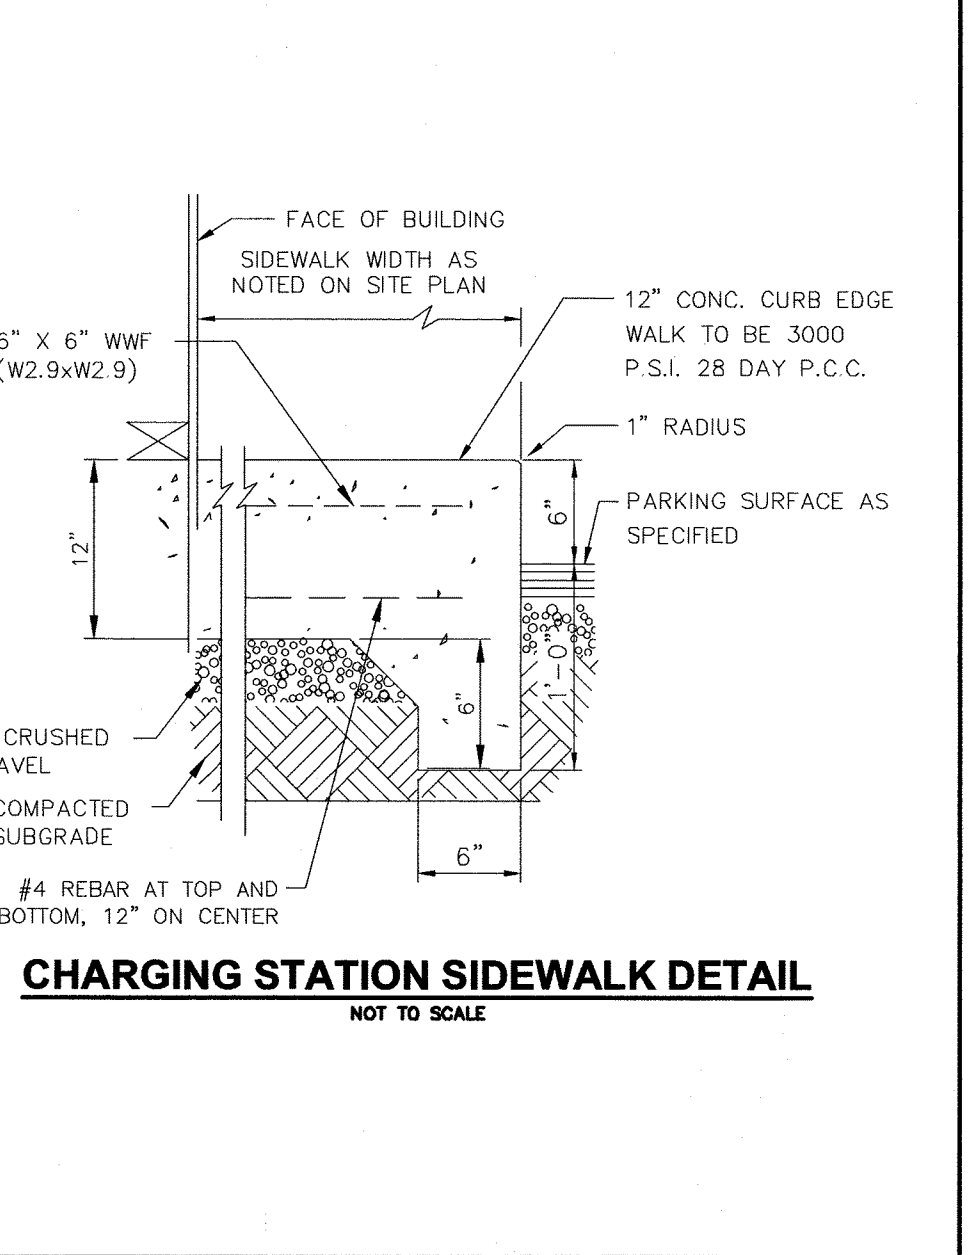 FACE OF BUILDING
SIDEWALK WIDTH AS
NOTED ON SITE PLAN
12" CONC. CURB EDGE
WALK TO BE 3000
P.S.I. 28 DAY P.C.C.
6" X 6" WWF
(W2.9xW2.9)
1" RADIUS
PARKING SURFACE AS
SPECIFIED
6"
12"
1'-0"
6"
CRUSHED
AVEL
COMPACTED
SUBGRADE
6"
#4 REBAR AT TOP AND
BOTTOM, 12" ON CENTER
CHARGING STATION SIDEWALK DETAIL
NOT TO SCALE